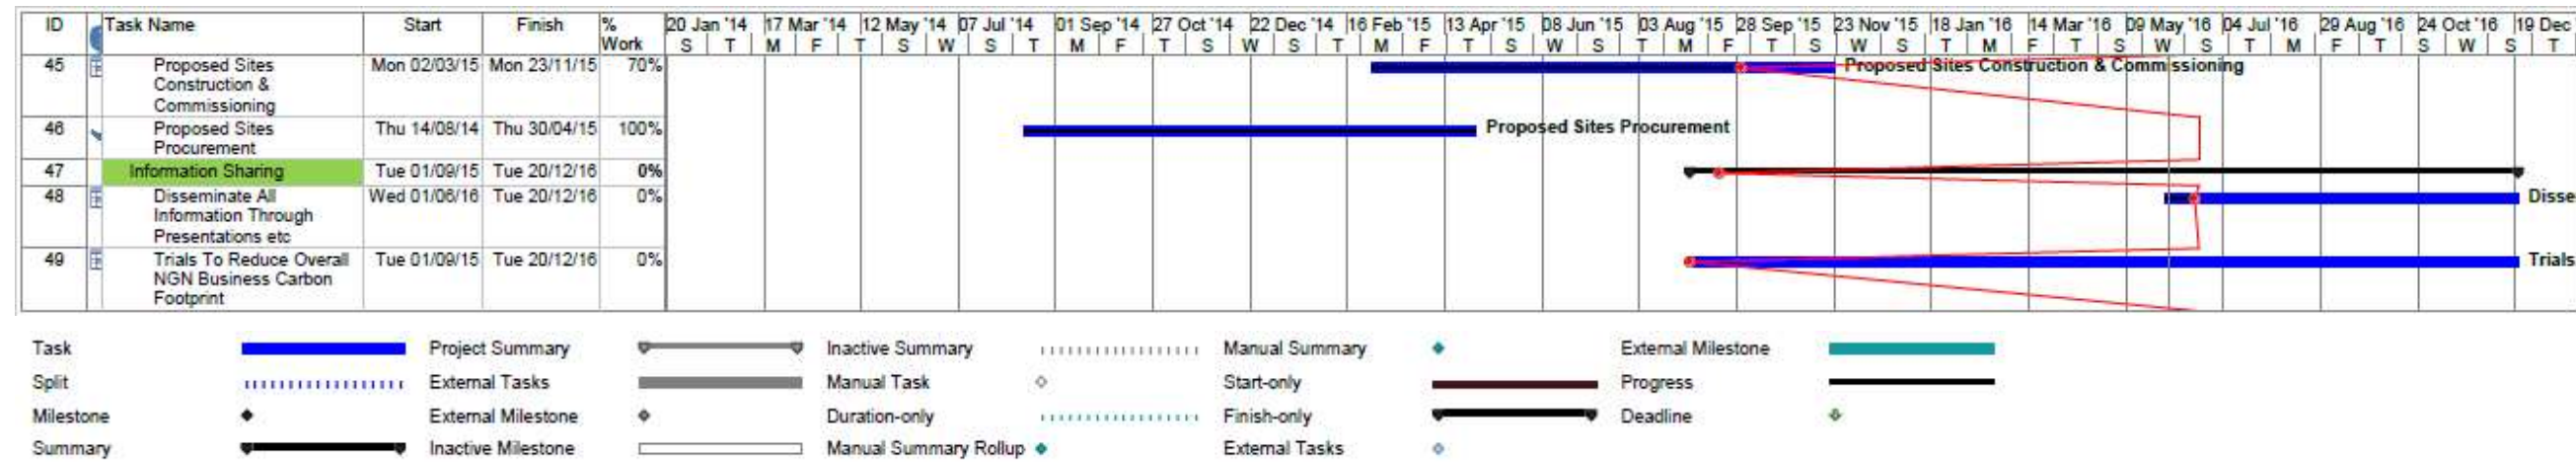 ID Task Name Start Finish % Work 20 Jan '14 17 Mar '14 12 May '14 07 Jul '14 01 Sep '14 27 Oct '14 22 Dec '14 16 Feb '15 13 Apr '15 08 Jun '15 03 Aug '15 28 Sep '15 23 Nov '15 18 Jan '16 14 Mar '16 09 May '16 04 Jul '16 29 Aug '16 24 Oct '16 19 Dec
S T M F T S W S T M F T S W S T M F T S W S T M F T S W S T M F T S W S T M F T S W S T
45 Proposed Sites Mon 02/03/15 Mon 23/11/15 70% Proposed Sites Construction & Commissioning
Construction &
Commissioning
46 Proposed Sites Thu 14/08/14 Thu 30/04/15 100% Proposed Sites Procurement
Procurement
47 Information Sharing Tue 01/09/15 Tue 20/12/16 0%
48 Disseminate All Wed 01/06/16 Tue 20/12/16 0% Disse
Information Through
Presentations etc
49 Trials To Reduce Overall Tue 01/09/15 Tue 20/12/16 0% Trials
NGN Business Carbon
Footprint
Task Project Summary Inactive Summary Manual Summary External Milestone
Split External Tasks Manual Task Start-only Progress
Milestone External Milestone Duration-only Finish-only Deadline
Summary Inactive Milestone Manual Summary Rollup External Tasks